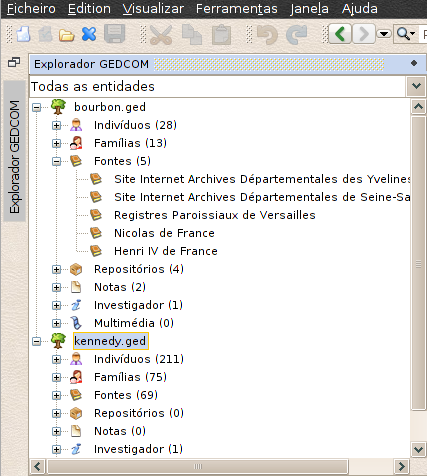 Ficheiro Edition Visualizar Ferramentas Janela Ajuda
Explorador GEDCOM
Explorador GEDCOM
Todas as entidades
bourbon.ged
Indivíduos (28)
Famílias (13)
Fontes (5)
Site Internet Archives Départementales des Yveline
Site Internet Archives Départementales de Seine-Sa
Registres Paroissiaux de Versailles
Nicolas de France
Henri IV de France
Repositórios (4)
Notas (2)
Investigador (1)
Multimédia (0)
kennedy.ged
Indivíduos (211)
Famílias (75)
Fontes (69)
Repositórios (0)
Notas (0)
Investigador (1)